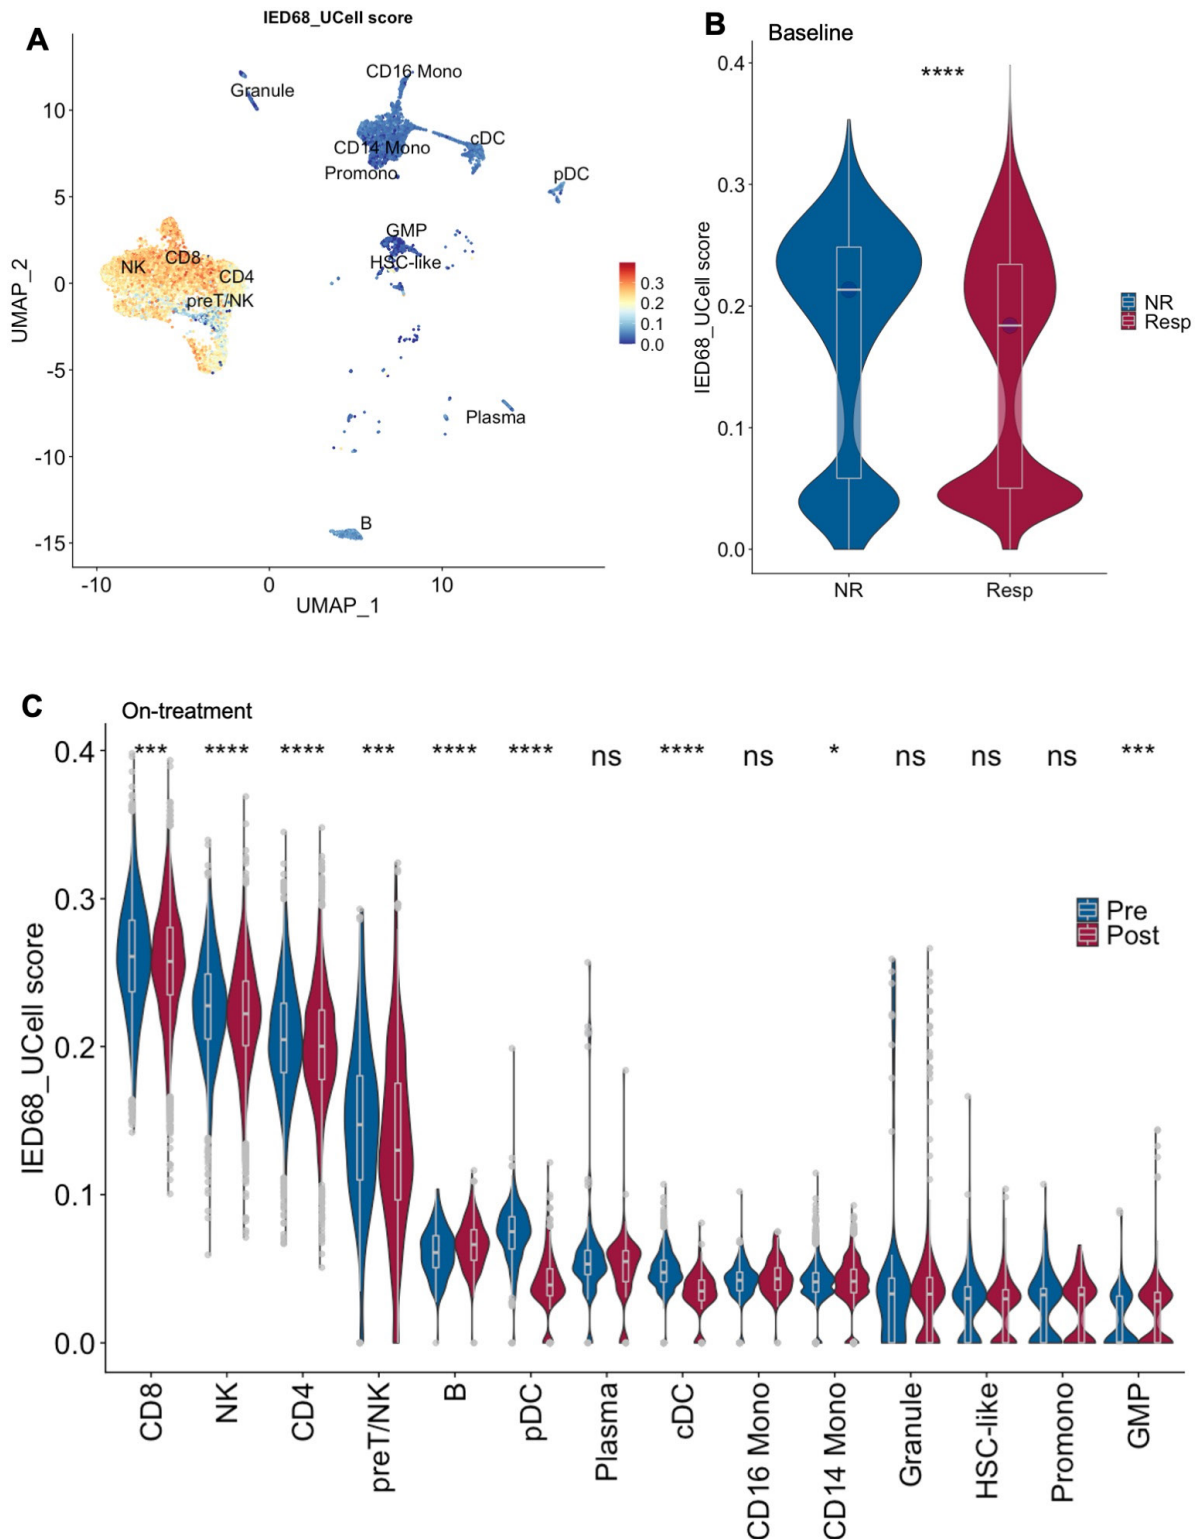 A
IED68_UCell score
Granule
CD16 Mono
CD14 Mono
cDC
Promono
pDC
GMP
HSC-like
NK
CD8
CD4
preT/NK
Plasma
B
10
5
0
-5
-10
-15
UMAP_2
-10
0
10
UMAP_1
0.3
0.2
0.1
0.0
B
Baseline
****
0.4
0.3
0.2
0.1
0.0
IED68_UCell score
NR
Resp
NR
Resp
C
On-treatment
*** **** **** *** **** **** ns **** ns * ns ns ns ***
0.4
0.3
0.2
0.1
0.0
IED68_UCell score
Pre
Post
CD8
NK
CD4
preT/NK
B
pDC
Plasma
cDC
CD16 Mono
CD14 Mono
Granule
HSC-like
Promono
GMP